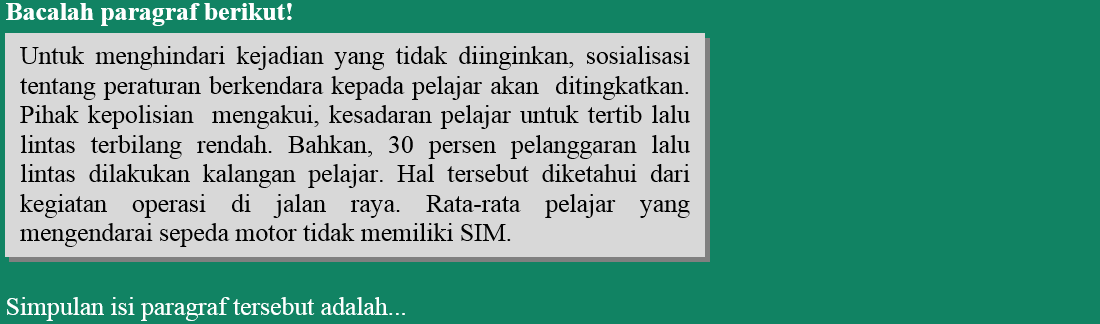 Bacalah paragraf berikut!
Untuk menghindari kejadian yang tidak diinginkan, sosialisasi
tentang peraturan berkendara kepada pelajar akan ditingkatkan.
Pihak kepolisian mengakui, kesadaran pelajar untuk tertib lalu
lintas terbilang rendah. Bahkan, 30 persen pelanggaran lalu
lintas dilakukan kalangan pelajar. Hal tersebut diketahui dari
kegiatan operasi di jalan raya. Rata-rata pelajar yang
mengendarai sepeda motor tidak memiliki SIM.
Simpulan isi paragraf tersebut adalah...